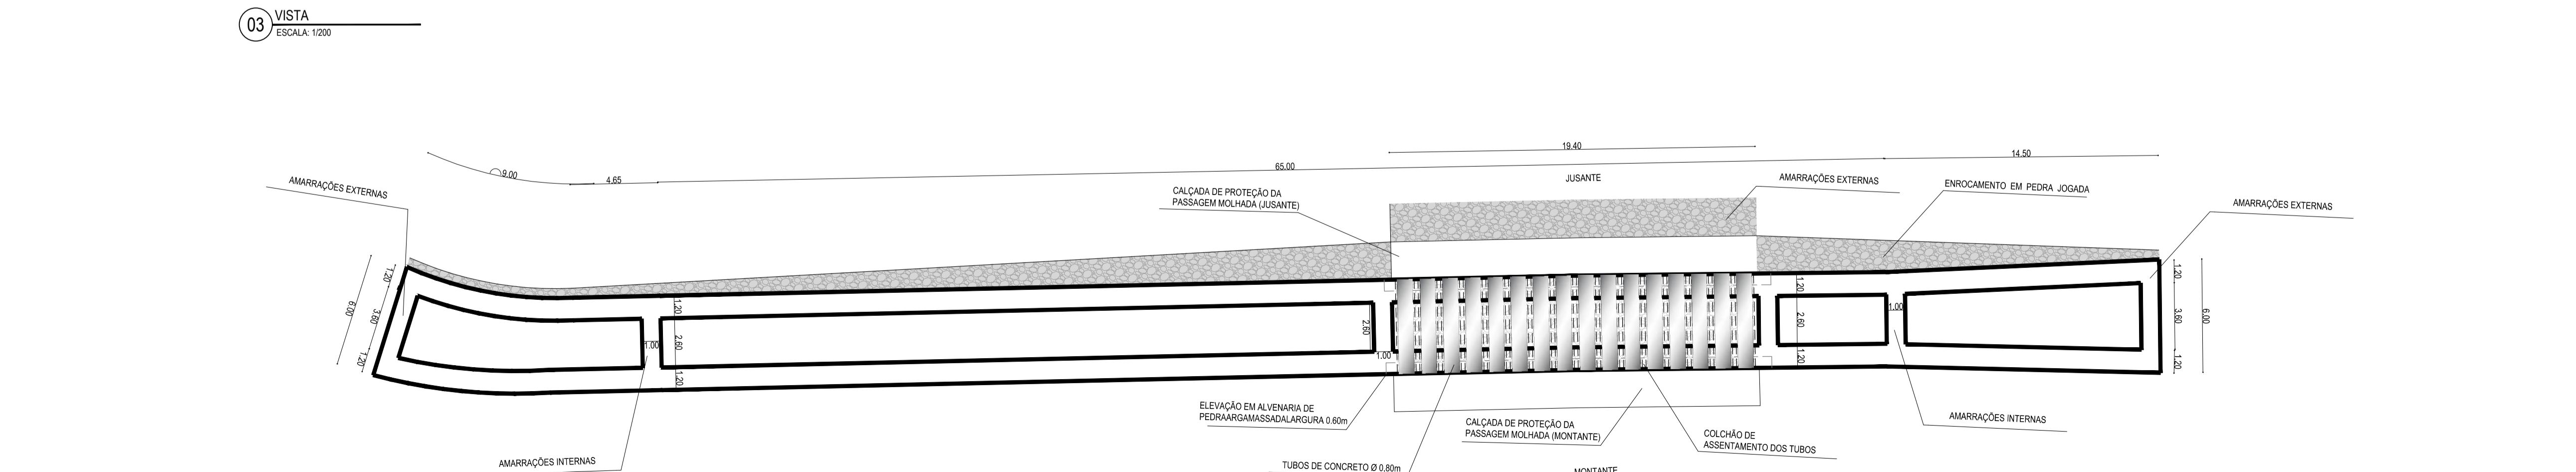 03
VISTA
ESCALA: 1/200
19.40
14.50
65.00
4.65
9.00
JUSANTE
AMARRAÇÕES EXTERNAS
CALÇADA DE PROTEÇÃO DA
PASSAGEM MOLHADA (JUSANTE)
AMARRAÇÕES EXTERNAS
ENROCAMENTO EM PEDRA JOGADA
AMARRAÇÕES EXTERNAS
1.20
3.60
1.20
6.00
1.00
1.20
2.60
1.20
2.60
1.00
1.20
2.60
1.20
1.00
1.20
3.60
1.20
6.00
ELEVAÇÃO EM ALVENARIA DE
PEDRAARGAMASSADALARGURA 0.60m
CALÇADA DE PROTEÇÃO DA
PASSAGEM MOLHADA (MONTANTE)
COLCHÃO DE
ASSENTAMENTO DOS TUBOS
AMARRAÇÕES INTERNAS
AMARRAÇÕES INTERNAS
TUBOS DE CONCRETO Ø 0,80m
MONTANTE